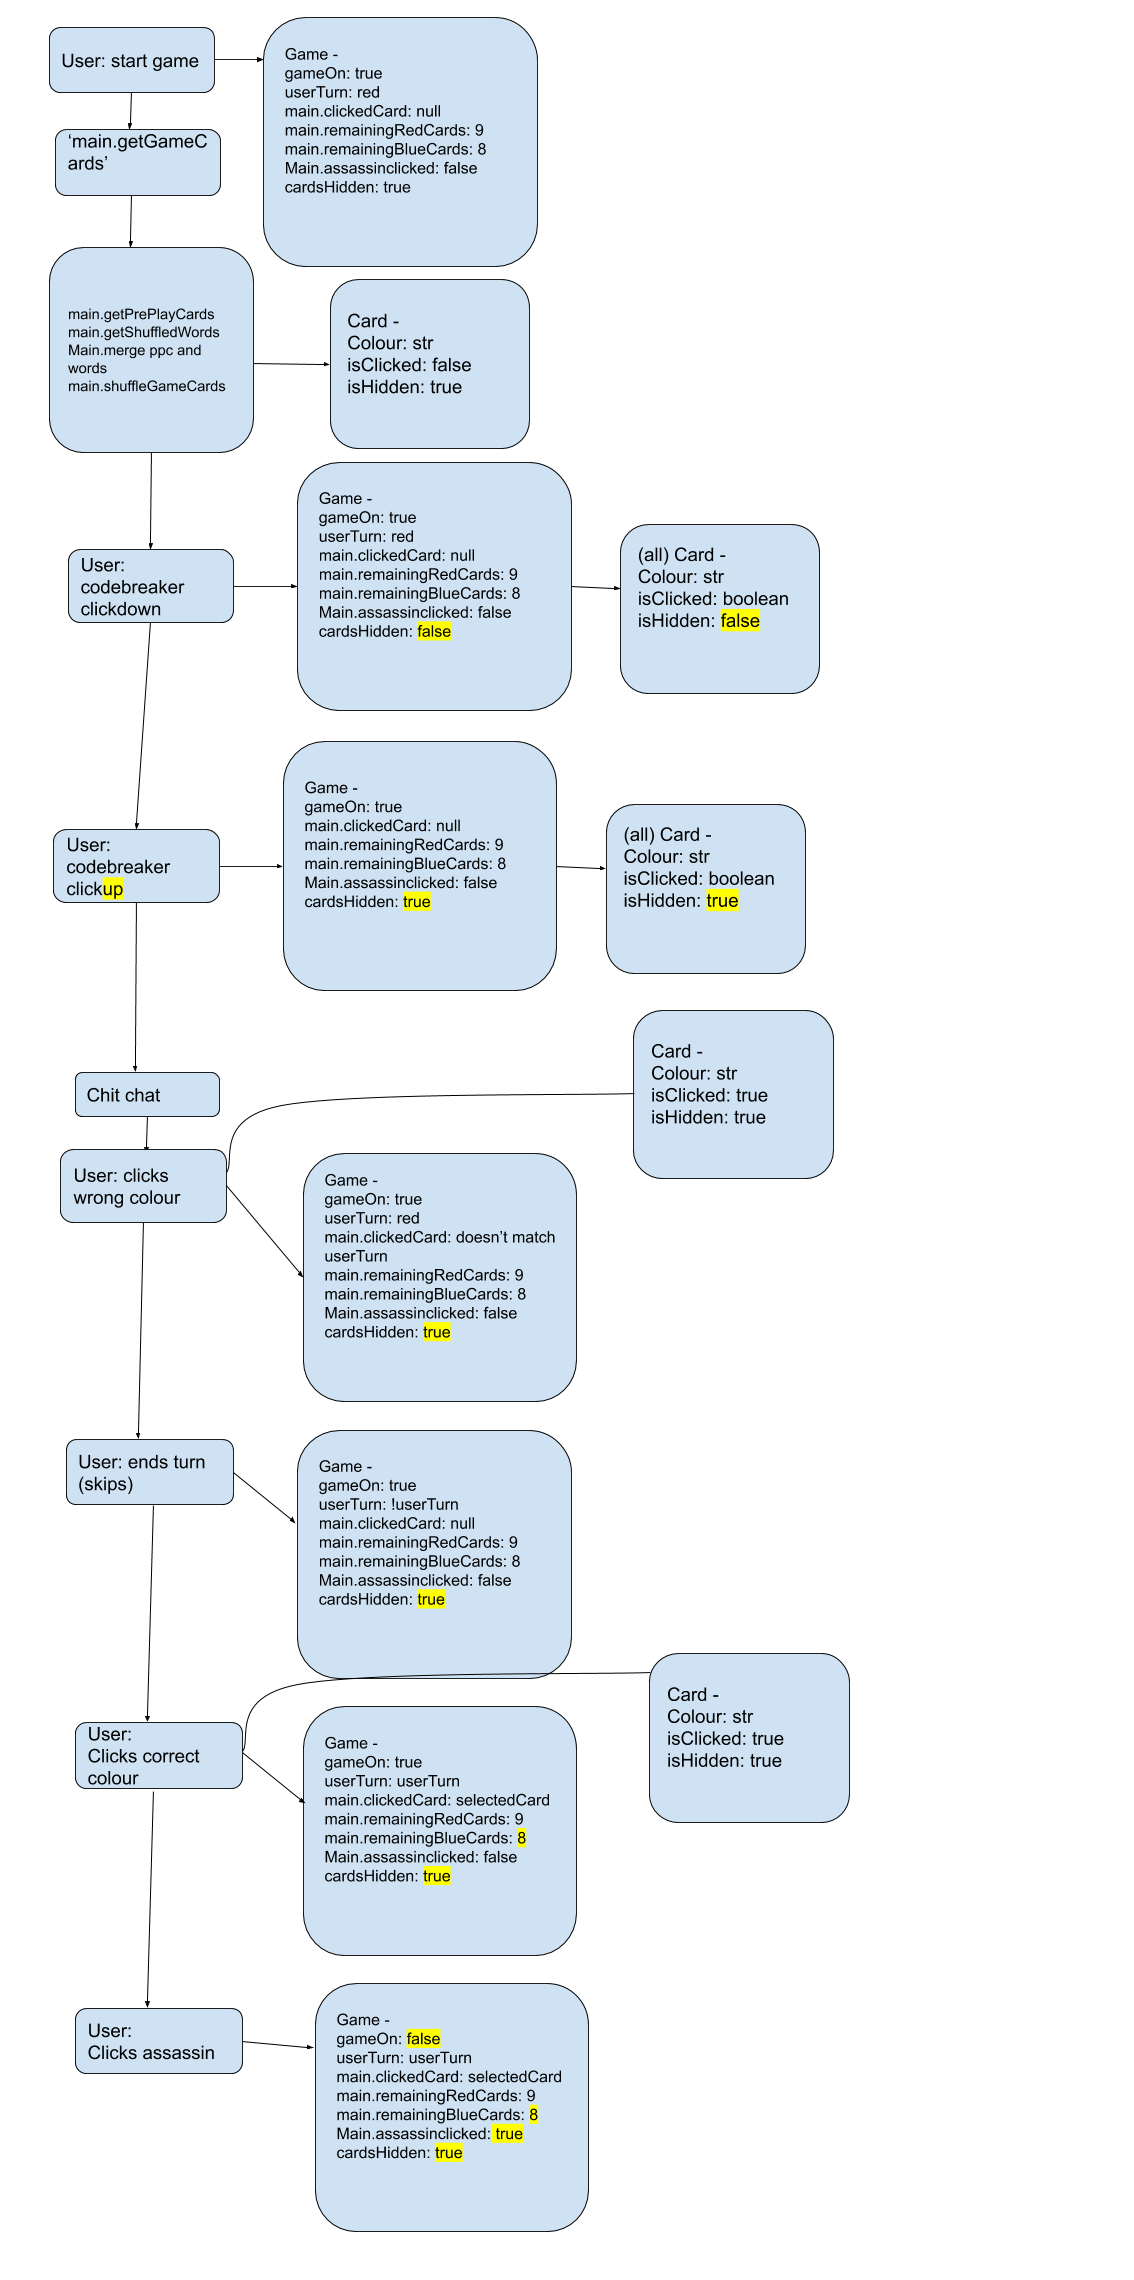 User: start game
Game -
gameOn: true
userTurn: red
main.clickedCard: null
main.remainingRedCards: 9
main.remainingBlueCards: 8
Main.assassinclicked: false
cardsHidden: true
‘main.getGameC
ards’
main.getPrePlayCards
main.getShuffledWords
Main.merge ppc and
words
main.shuffleGameCards
Card -
Colour: str
isClicked: false
isHidden: true
User:
codebreaker
clickdown
Game -
gameOn: true
userTurn: red
main.clickedCard: null
main.remainingRedCards: 9
main.remainingBlueCards: 8
Main.assassinclicked: false
cardsHidden: false
(all) Card -
Colour: str
isClicked: boolean
isHidden: false
User:
codebreaker
clickup
Game -
gameOn: true
main.clickedCard: null
main.remainingRedCards: 9
main.remainingBlueCards: 8
Main.assassinclicked: false
cardsHidden: true
(all) Card -
Colour: str
isClicked: boolean
isHidden: true
Chit chat
Card -
Colour: str
isClicked: true
isHidden: true
User: clicks
wrong colour
Game -
gameOn: true
userTurn: red
main.clickedCard: doesn’t match
userTurn
main.remainingRedCards: 9
main.remainingBlueCards: 8
Main.assassinclicked: false
cardsHidden: true
User: ends turn
(skips)
Game -
gameOn: true
userTurn: !userTurn
main.clickedCard: null
main.remainingRedCards: 9
main.remainingBlueCards: 8
Main.assassinclicked: false
cardsHidden: true
Card -
Colour: str
isClicked: true
isHidden: true
User:
Clicks correct
colour
Game -
gameOn: true
userTurn: userTurn
main.clickedCard: selectedCard
main.remainingRedCards: 9
main.remainingBlueCards: 8
Main.assassinclicked: false
cardsHidden: true
User:
Clicks assassin
Game -
gameOn: false
userTurn: userTurn
main.clickedCard: selectedCard
main.remainingRedCards: 9
main.remainingBlueCards: 8
Main.assassinclicked: true
cardsHidden: true